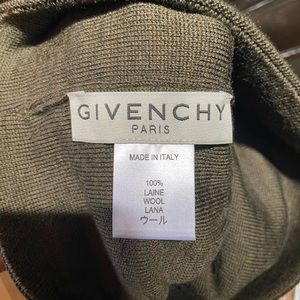 GIVENCHY
PARIS
MADE IN ITALY
100%
LAINE
WOOL
LANA
ウール